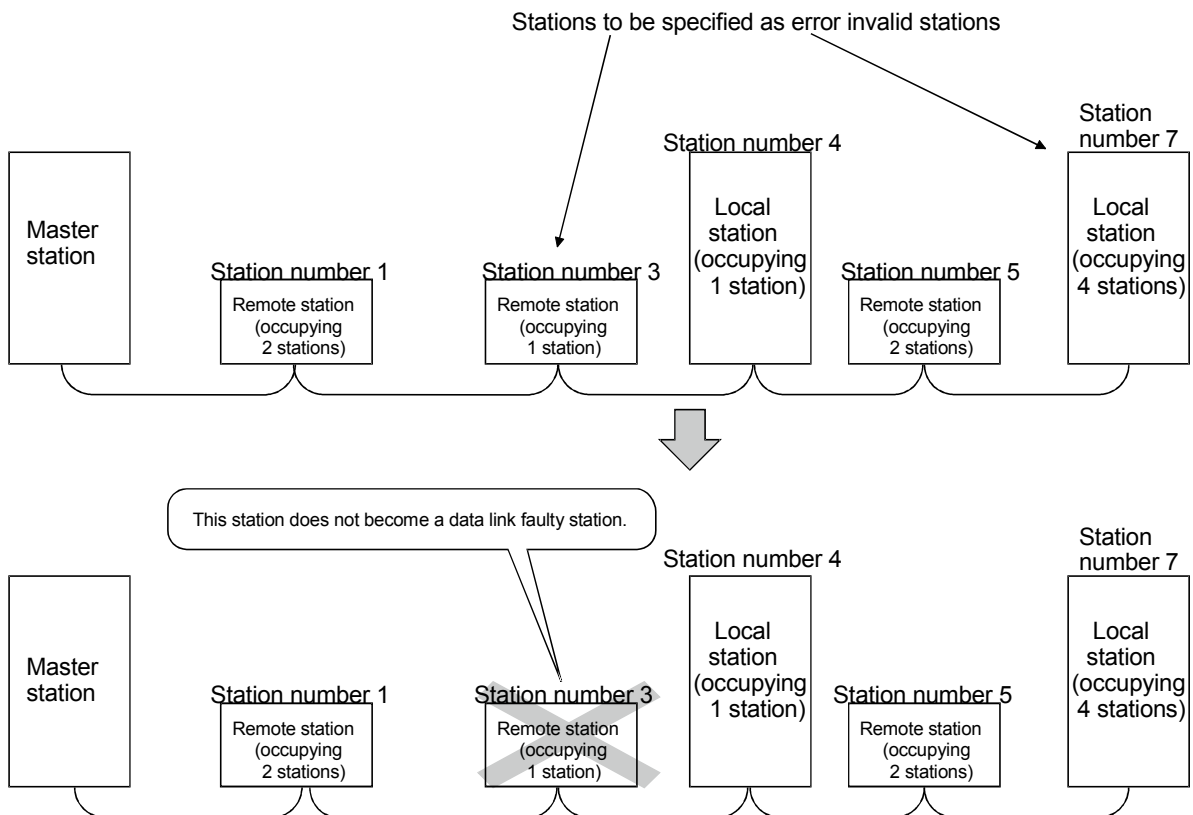 Stations to be specified as error invalid stations
Station
number 7
Station number 4
Master
station
Station number 1
Remote station
(occupying
2 stations)
Station number 3
Remote station
(occupying
1 station)
Local
station
(occupying
1 station)
Station number 5
Remote station
(occupying
2 stations)
Local
station
(occupying
4 stations)
This station does not become a data link faulty station.
Station
number 7
Station number 4
Master
station
Station number 1
Remote station
(occupying
2 stations)
Station number 3
Remote station
(occupying
1 station)
Local
station
(occupying
1 station)
Station number 5
Remote station
(occupying
2 stations)
Local
station
(occupying
4 stations)